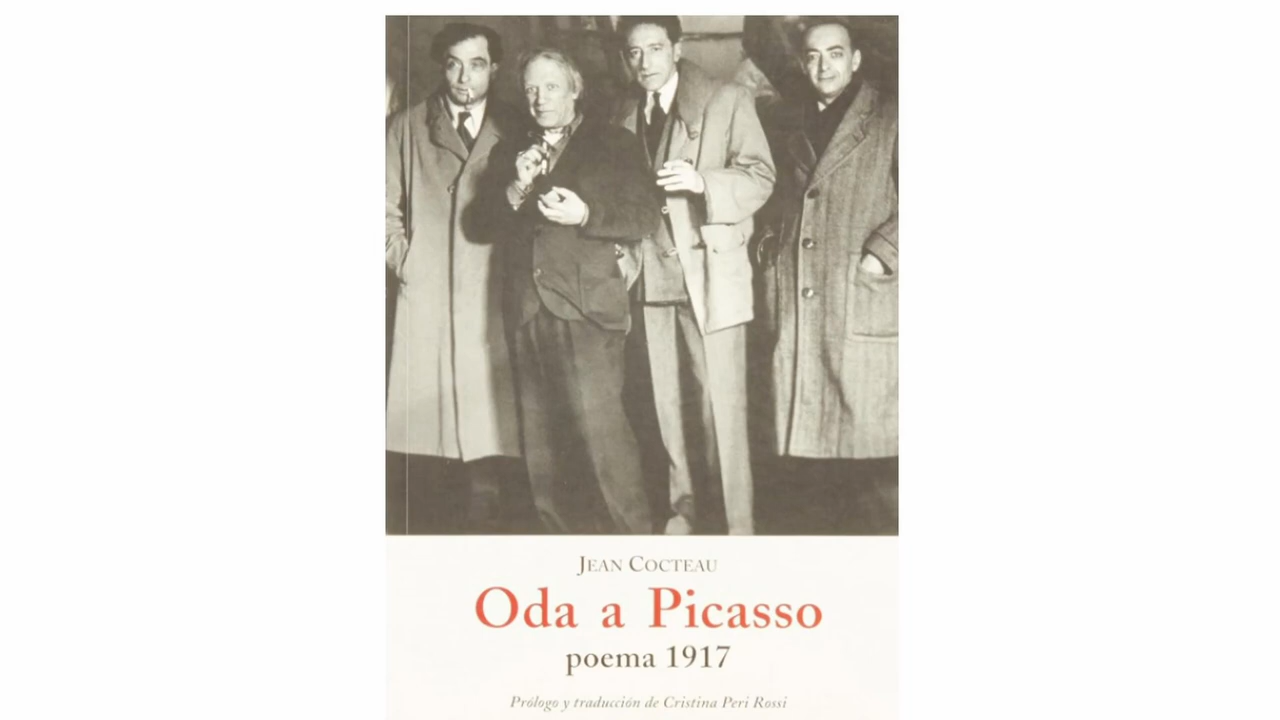 Jean Cocteau
Oda a Picasso
poema 1917
Prólogo y traducción de Cristina Peri Rossi